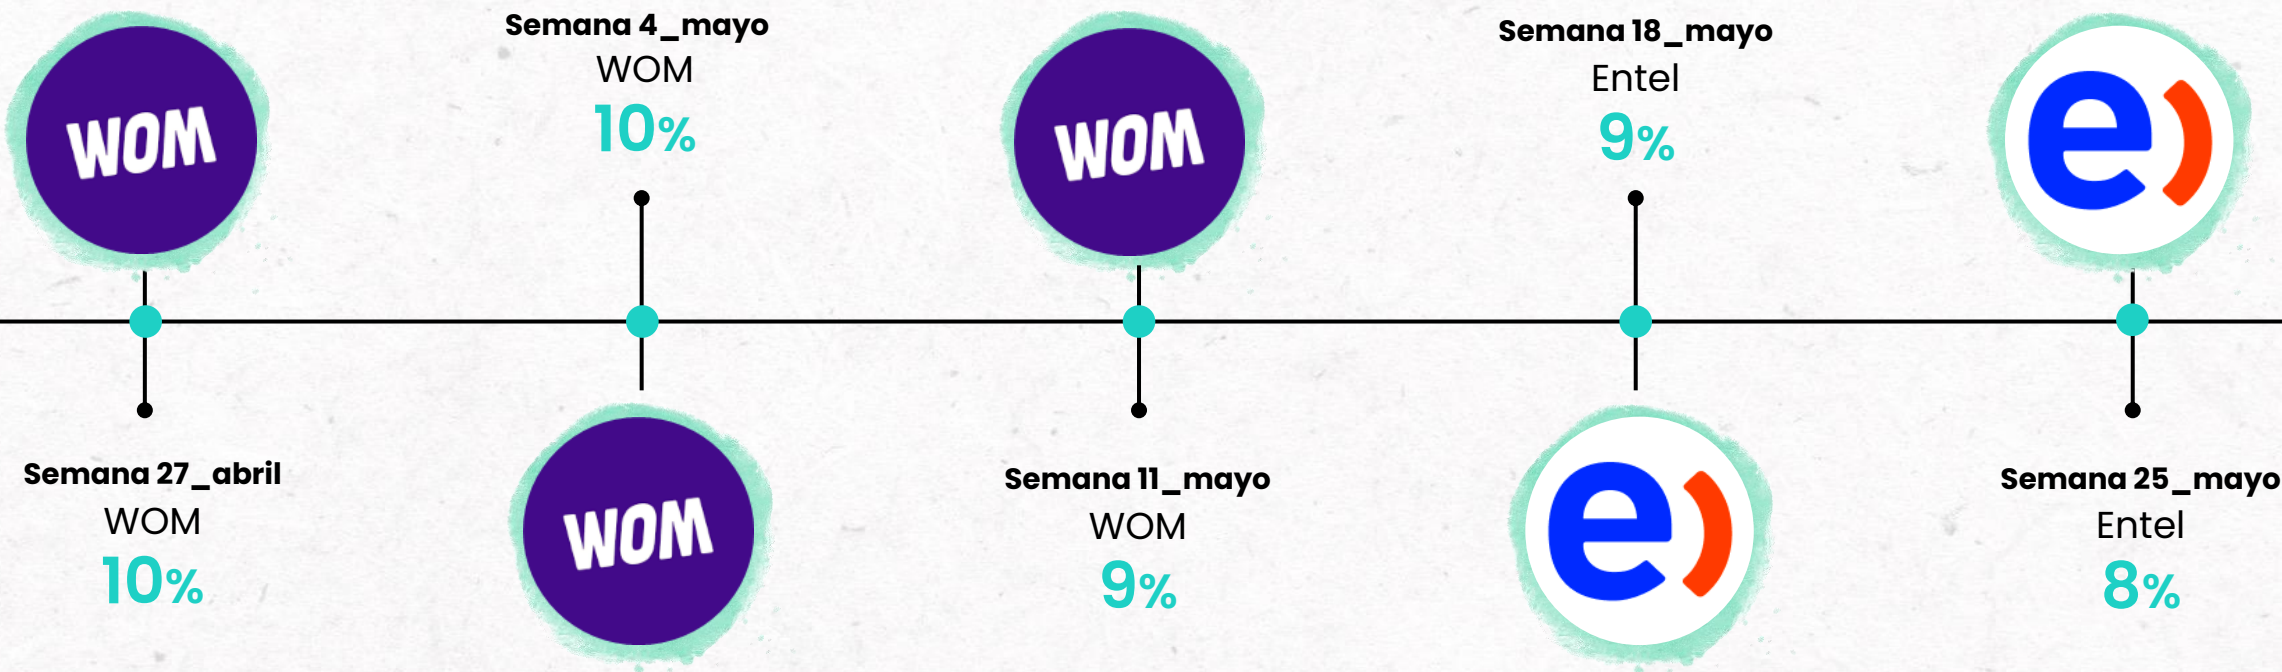 WOM
Semana 27_abril
WOM
10%
Semana 4_mayo
WOM
10%
WOM
WOM
Semana 11_mayo
WOM
9%
Semana 18_mayo
Entel
9%
e)
e)
Semana 25_mayo
Entel
8%